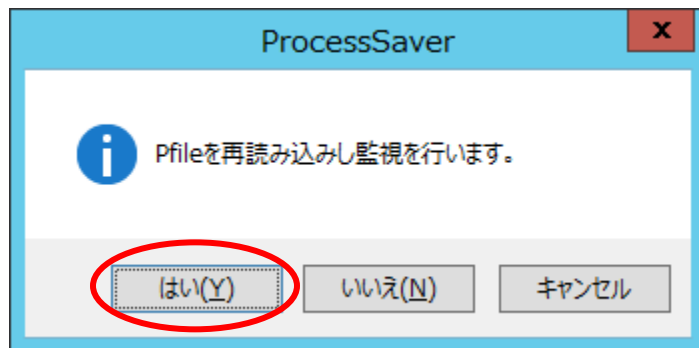 ProcessSaver
x
i
Pfileを再読み込みし監視を行います。
はい(Y) いいえ(N) キャンセル